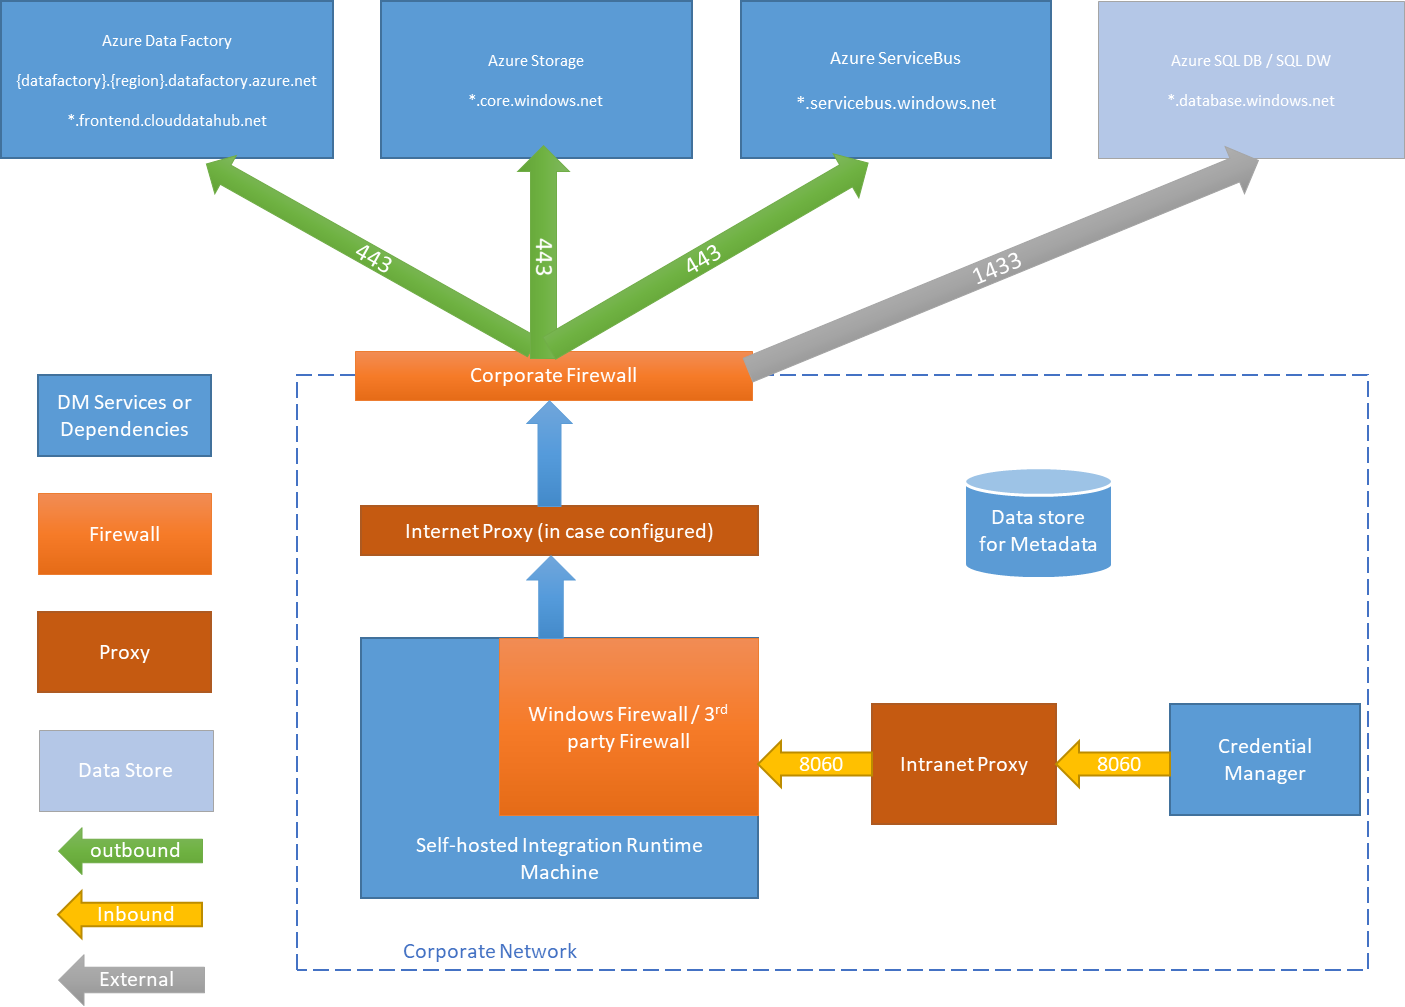 Azure Data Factory
{datafactory}.{region}.datafactory.azure.net
*.frontend.clouddatahub.net
Azure Storage
*.core.windows.net
Azure ServiceBus
*.servicebus.windows.net
Azure SQL DB / SQL DW
*.database.windows.net
443
443
443
1433
Corporate Firewall
DM Services or
Dependencies
Firewall
Proxy
Data Store
outbound
Inbound
External
Internet Proxy (in case configured)
Data store
for Metadata
Windows Firewall / 3rd
party Firewall
Self-hosted Integration Runtime
Machine
8060
Intranet Proxy
8060
Credential
Manager
Corporate Network